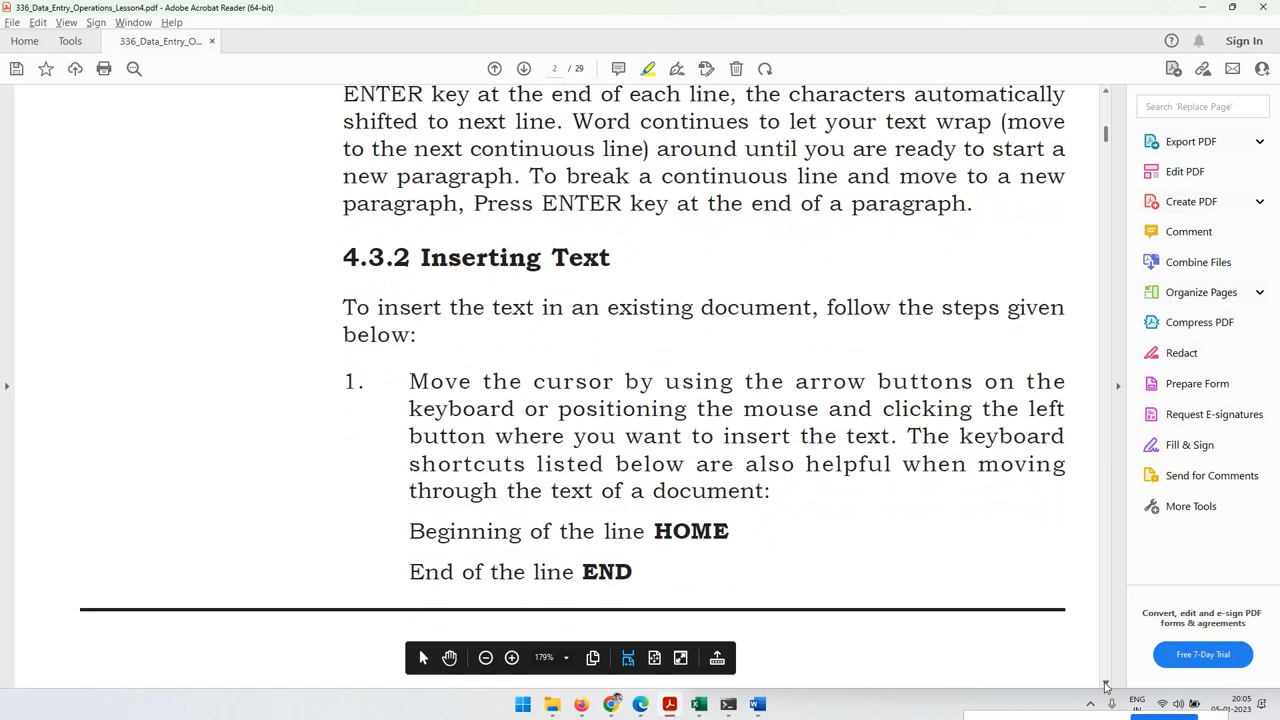 336_Data_Entry_Operations_Lesson4.pdf - Adobe Acrobat Reader (64-bit)
File Edit View Sign Window Help
Home Tools 336_Data_Entry_O... × Sign In
2 / 29
ENTER key at the end of each line, the characters automatically
shifted to next line. Word continues to let your text wrap (move
to the next continuous line) around until you are ready to start a
new paragraph. To break a continuous line and move to a new
paragraph, Press ENTER key at the end of a paragraph.
4.3.2 Inserting Text
To insert the text in an existing document, follow the steps given
below:
1. Move the cursor by using the arrow buttons on the
keyboard or positioning the mouse and clicking the left
button where you want to insert the text. The keyboard
shortcuts listed below are also helpful when moving
through the text of a document:
Beginning of the line HOME
End of the line END
179%
Search 'Replace Page'
Export PDF
Edit PDF
Create PDF
Comment
Combine Files
Organize Pages
Compress PDF
Redact
Prepare Form
Request E-signatures
Fill & Sign
Send for Comments
More Tools
Convert, edit and e-sign PDF
forms & agreements
Free 7-Day Trial
ENG
IN
20:05
05-01-2023